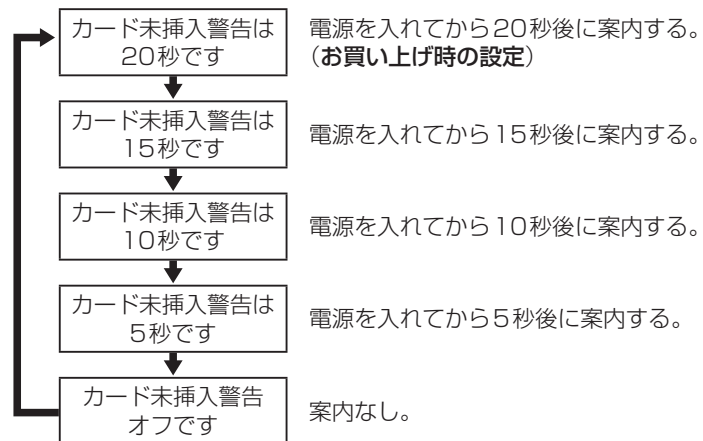 カード未挿入警告は
20秒です
電源を入れてから20秒後に案内する。
（お買い上げ時の設定）
カード未挿入警告は
15秒です
電源を入れてから15秒後に案内する。
カード未挿入警告は
10秒です
電源を入れてから10秒後に案内する。
カード未挿入警告は
5秒です
電源を入れてから5秒後に案内する。
カード未挿入警告
オフです
案内なし。